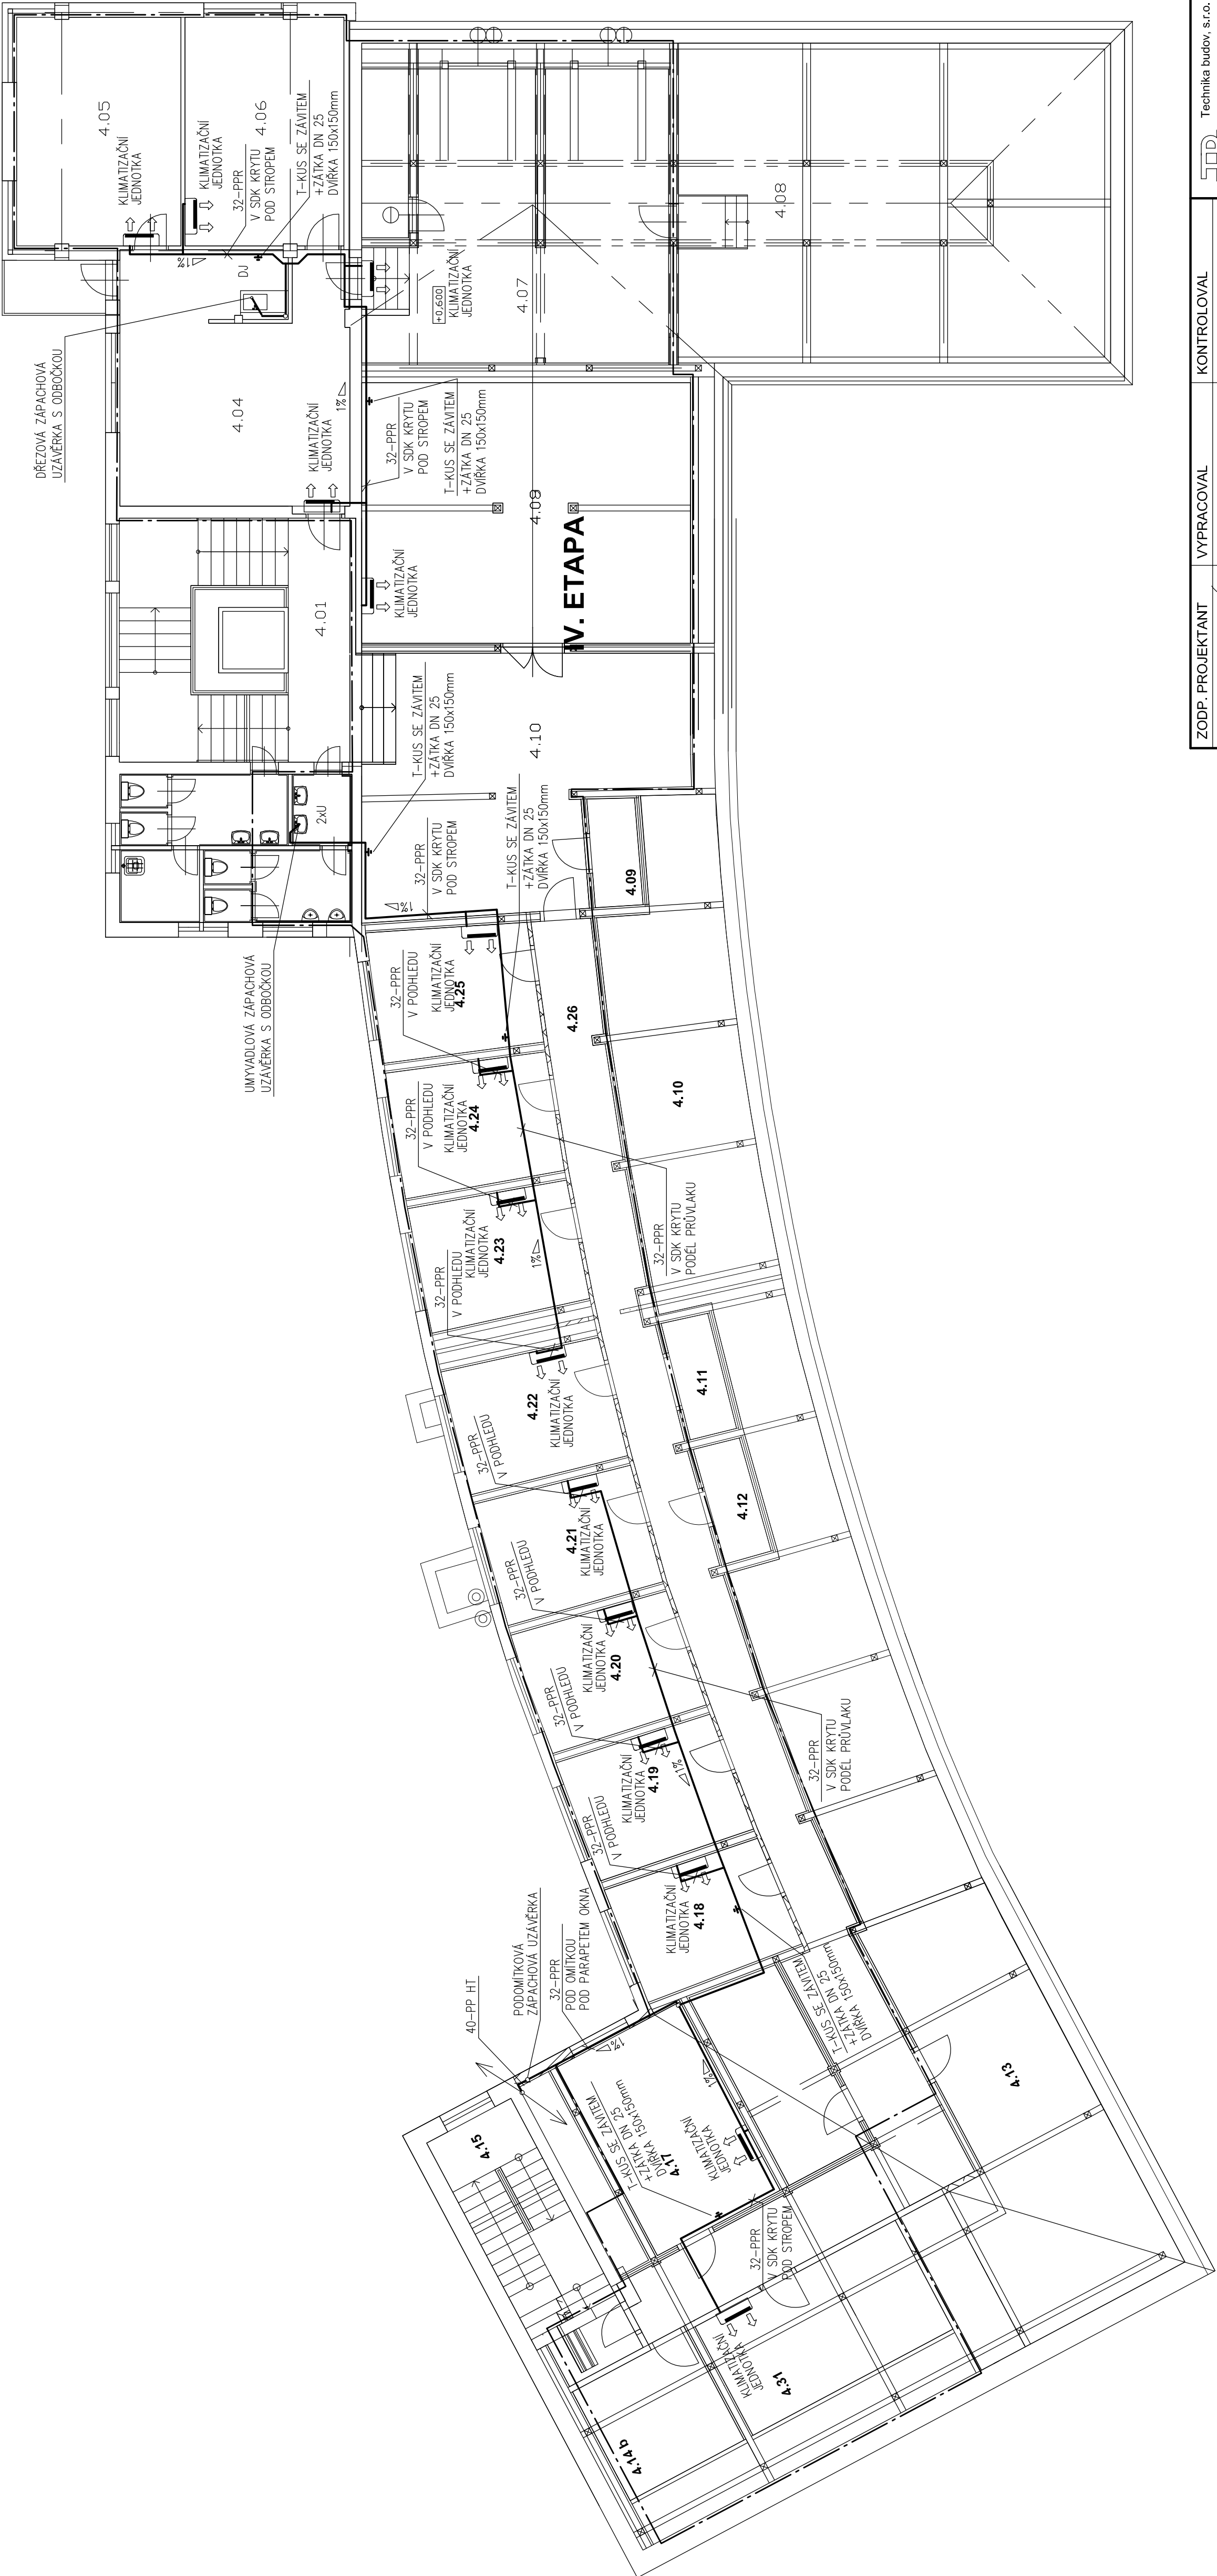 4.05
KLIMATIZAČNÍ
JEDNOTKA
KLIMATIZAČNÍ
JEDNOTKA
4.06
32-PPR
V SDK KRYTU
POD STROPEM
T-KUS SE ZÁVITEM
+ZÁTKA DN 25
DVÍŘKA 150x150mm
1%
DJ
DŘEZOVÁ ZÁPACHOVÁ
UZÁVĚRKA S ODBOČKOU
4.04
+0,600
KLIMATIZAČNÍ
JEDNOTKA
4.07
4.08
1%
KLIMATIZAČNÍ
JEDNOTKA
32-PPR
V SDK KRYTU
POD STROPEM
T-KUS SE ZÁVITEM
+ZÁTKA DN 25
DVÍŘKA 150x150mm
4.08
IV. ETAPA
KLIMATIZAČNÍ
JEDNOTKA
4.01
2xU
T-KUS SE ZÁVITEM
+ZÁTKA DN 25
DVÍŘKA 150x150mm
4.10
32-PPR
V SDK KRYTU
POD STROPEM
T-KUS SE ZÁVITEM
+ZÁTKA DN 25
DVÍŘKA 150x150mm
1%
4.09
UMYVADLOVÁ ZÁPACHOVÁ
UZÁVĚRKA S ODBOČKOU
32-PPR
V PODHLEDU
KLIMATIZAČNÍ
JEDNOTKA
4.25
4.26
32-PPR
V PODHLEDU
KLIMATIZAČNÍ
JEDNOTKA
4.24
4.10
32-PPR
V SDK KRYTU
PODÉL PRŮVLAKU
32-PPR
V PODHLEDU
KLIMATIZAČNÍ
JEDNOTKA
4.23
1%
4.22
KLIMATIZAČNÍ
JEDNOTKA
4.11
4.12
32-PPR
V PODHLEDU
4.21
KLIMATIZAČNÍ
JEDNOTKA
32-PPR
V PODHLEDU
KLIMATIZAČNÍ
JEDNOTKA
4.20
32-PPR
V PODHLEDU
KLIMATIZAČNÍ
JEDNOTKA
4.19
1%
32-PPR
V SDK KRYTU
PODÉL PRŮVLAKU
32-PPR
V PODHLEDU
KLIMATIZAČNÍ
JEDNOTKA
4.18
40-PP HT
PODOMÍTKOVÁ
ZÁPACHOVÁ UZÁVĚRKA
32-PPR
POD OMÍTKOU
POD PARAPETEM OKNA
1%
T-KUS SE ZÁVITEM
+ZÁTKA DN 25
DVÍŘKA 150x150mm
4.13
4.15
T-KUS SE ZÁVITEM
+ZÁTKA DN 25
DVÍŘKA 150x150mm
4.17
1%
KLIMATIZAČNÍ
JEDNOTKA
32-PPR
V SDK KRYTU
POD STROPEM
KLIMATIZAČNÍ
JEDNOTKA
4.31
4.14b
ZODP. PROJEKTANT
VYPRACOVAL
KONTROLOVAL
Technika budov, s.r.o.